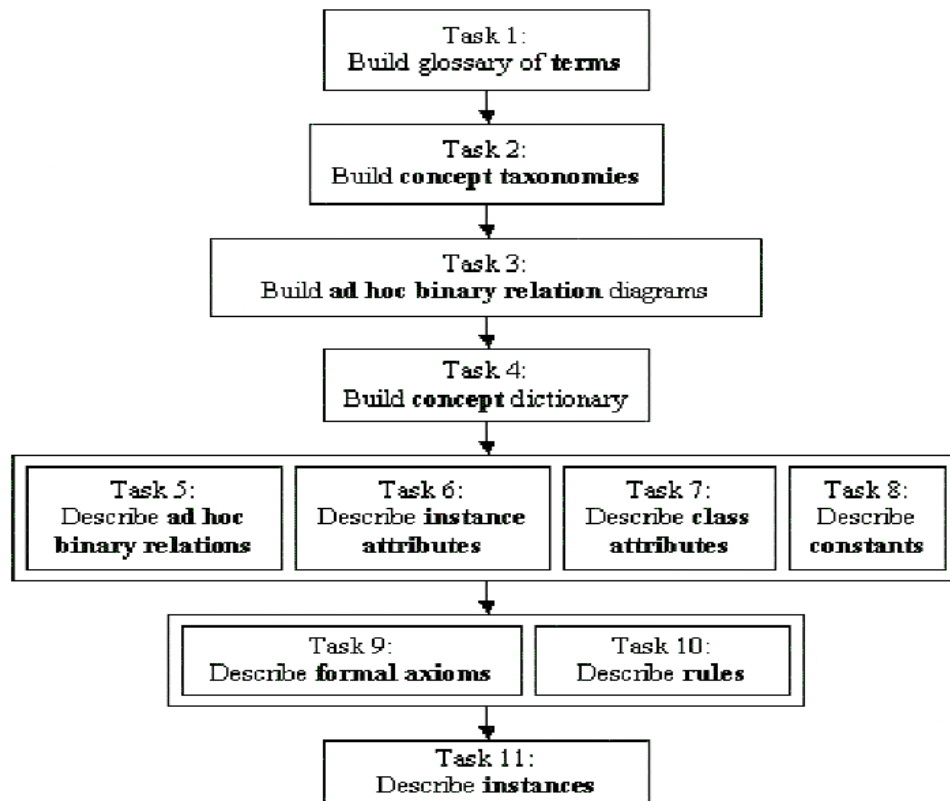 Task 1:
Build glossary of terms
Task 2:
Build concept taxonomies
Task 3:
Build ad hoc binary relation diagrams
Task 4:
Build concept dictionary
Task 5:
Describe ad hoc
binary relations
Task 6:
Describe instance
attributes
Task 7:
Describe class
attributes
Task 8:
Describe
constants
Task 9:
Describe formal axioms
Task 10:
Describe rules
Task 11:
Describe instances